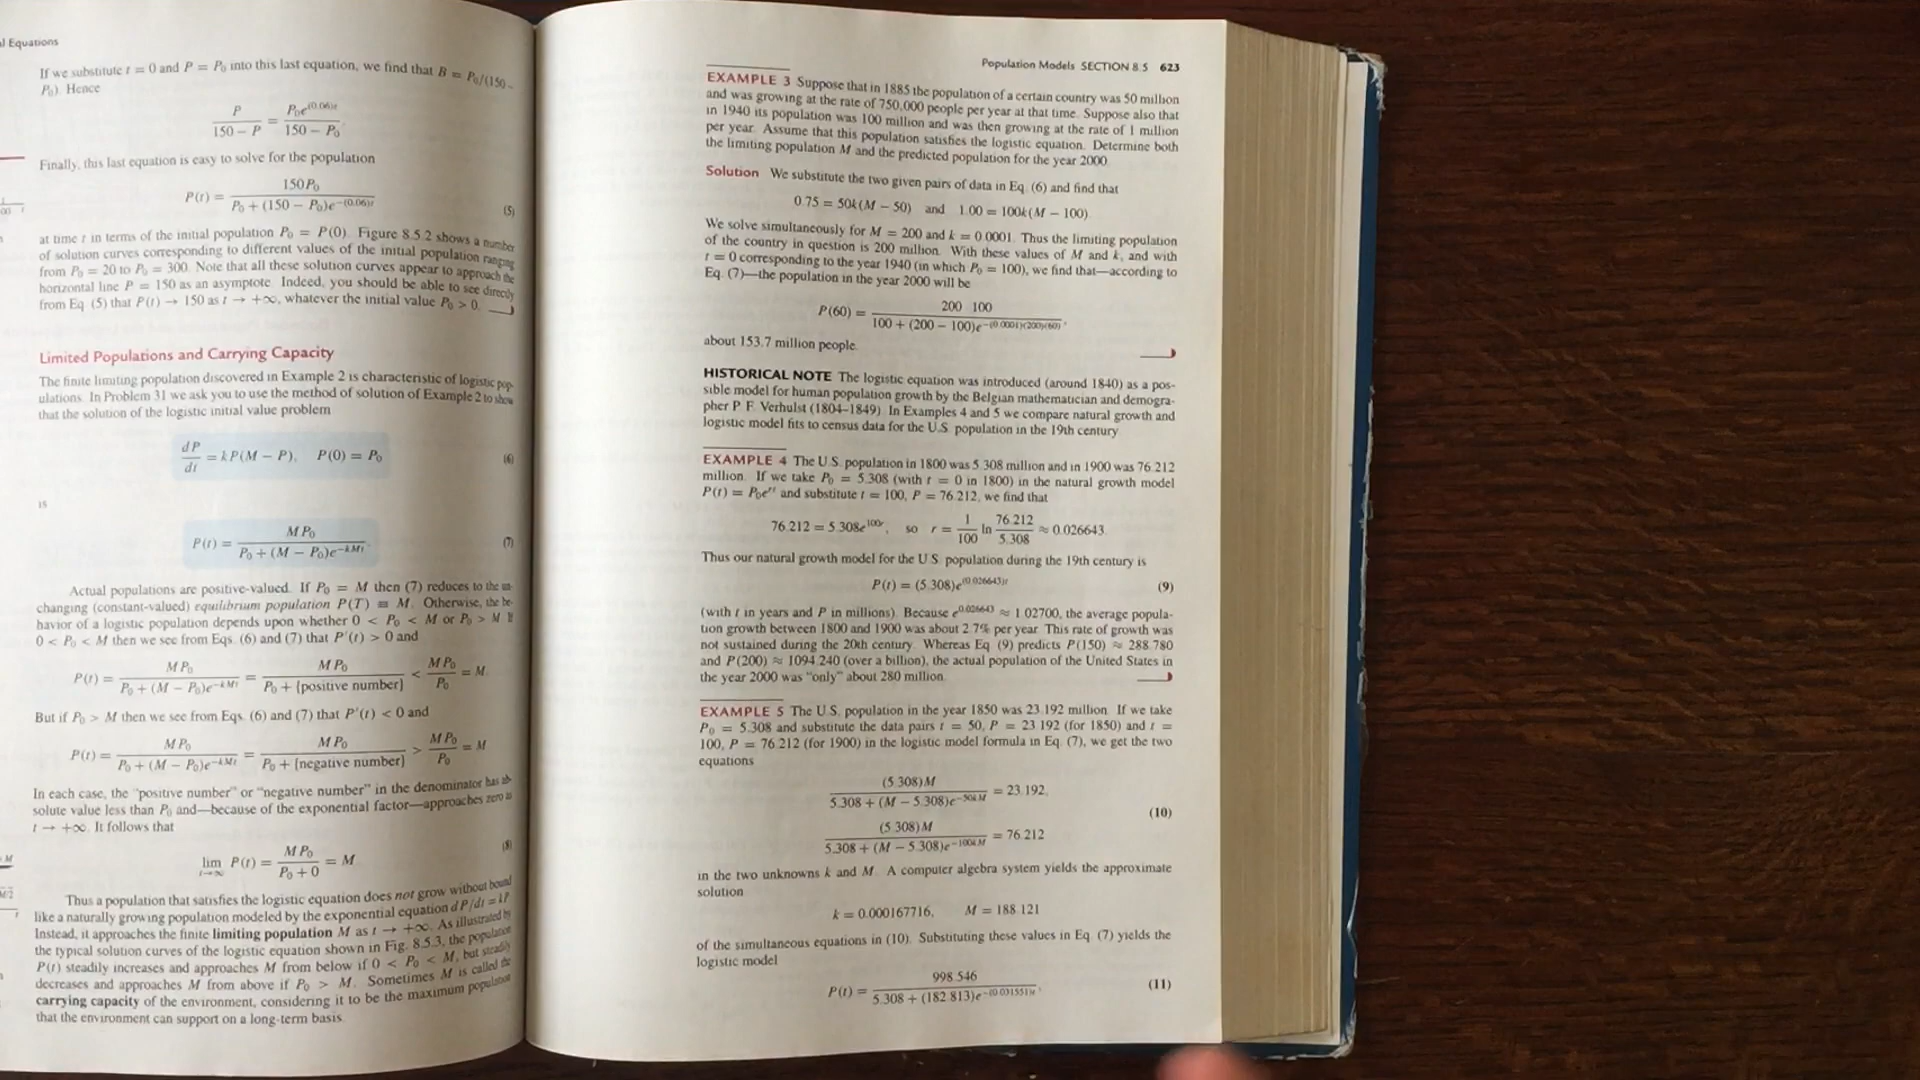 al Equations
If we substitute t = 0 and P = P₀ into this last equation, we find that B = P₀/(150 −
P₀). Hence
P / (150 − P) = P₀e^(0.06)t / (150 − P₀).
Finally, this last equation is easy to solve for the population
P(t) = 150P₀ / (P₀ + (150 − P₀)e^−(0.06)t) (5)
at time t in terms of the initial population P₀ = P(0). Figure 8.5.2 shows a number
of solution curves corresponding to different values of the initial population ranging
from P₀ = 20 to P₀ = 300. Note that all these solution curves appear to approach the
horizontal line P = 150 as an asymptote. Indeed, you should be able to see directly
from Eq. (5) that P(t) → 150 as t → +∞, whatever the initial value P₀ > 0.
Limited Populations and Carrying Capacity
The finite limiting population discovered in Example 2 is characteristic of logistic pop-
ulations. In Problem 31 we ask you to use the method of solution of Example 2 to show
that the solution of the logistic initial value problem
dP/dt = kP(M − P), P(0) = P₀ (6)
is
P(t) = MP₀ / (P₀ + (M − P₀)e^−kMt). (7)
Actual populations are positive-valued. If P₀ = M then (7) reduces to the un-
changing (constant-valued) equilibrium population P(T) ≡ M. Otherwise, the be-
havior of a logistic population depends upon whether 0 < P₀ < M or P₀ > M. If
0 < P₀ < M then we see from Eqs. (6) and (7) that P′(t) > 0 and
P(t) = MP₀ / (P₀ + (M − P₀)e^−kMt) = MP₀ / (P₀ + {positive number}) < MP₀ / P₀ = M.
But if P₀ > M then we see from Eqs. (6) and (7) that P′(t) < 0 and
P(t) = MP₀ / (P₀ + (M − P₀)e^−kMt) = MP₀ / (P₀ + {negative number}) > MP₀ / P₀ = M
In each case, the "positive number" or "negative number" in the denominator has ab-
solute value less than P₀ and—because of the exponential factor—approaches zero as
t → +∞. It follows that
lim t→∞ P(t) = MP₀ / (P₀ + 0) = M. (8)
Thus a population that satisfies the logistic equation does not grow without bound
like a naturally growing population modeled by the exponential equation dP/dt = kP.
Instead, it approaches the finite limiting population M as t → +∞. As illustrated by
the typical solution curves of the logistic equation shown in Fig. 8.5.3, the population
P(t) steadily increases and approaches M from below if 0 < P₀ < M, but steadily
decreases and approaches M from above if P₀ > M. Sometimes M is called the
carrying capacity of the environment, considering it to be the maximum population
that the environment can support on a long-term basis.
Population Models SECTION 8.5 623
EXAMPLE 3 Suppose that in 1885 the population of a certain country was 50 million
and was growing at the rate of 750,000 people per year at that time. Suppose also that
in 1940 its population was 100 million and was then growing at the rate of 1 million
per year. Assume that this population satisfies the logistic equation. Determine both
the limiting population M and the predicted population for the year 2000.
Solution We substitute the two given pairs of data in Eq. (6) and find that
0.75 = 50k(M − 50) and 1.00 = 100k(M − 100).
We solve simultaneously for M = 200 and k = 0.0001. Thus the limiting population
of the country in question is 200 million. With these values of M and k, and with
t = 0 corresponding to the year 1940 (in which P₀ = 100), we find that—according to
Eq. (7)—the population in the year 2000 will be
P(60) = 200 · 100 / (100 + (200 − 100)e^−(0.0001)(200)(60)),
about 153.7 million people.
HISTORICAL NOTE The logistic equation was introduced (around 1840) as a pos-
sible model for human population growth by the Belgian mathematician and demogra-
pher P. F. Verhulst (1804–1849). In Examples 4 and 5 we compare natural growth and
logistic model fits to census data for the U.S. population in the 19th century.
EXAMPLE 4 The U.S. population in 1800 was 5.308 million and in 1900 was 76.212
million. If we take P₀ = 5.308 (with t = 0 in 1800) in the natural growth model
P(t) = P₀e^rt and substitute t = 100, P = 76.212, we find that
76.212 = 5.308e^100r, so r = 1/100 ln 76.212/5.308 ≈ 0.026643.
Thus our natural growth model for the U.S. population during the 19th century is
P(t) = (5.308)e^(0.026643)t (9)
(with t in years and P in millions). Because e^0.026643 ≈ 1.02700, the average popula-
tion growth between 1800 and 1900 was about 2.7% per year. This rate of growth was
not sustained during the 20th century. Whereas Eq. (9) predicts P(150) ≈ 288.780
and P(200) ≈ 1094.240 (over a billion), the actual population of the United States in
the year 2000 was "only" about 280 million.
EXAMPLE 5 The U.S. population in the year 1850 was 23.192 million. If we take
P₀ = 5.308 and substitute the data pairs t = 50, P = 23.192 (for 1850) and t =
100, P = 76.212 (for 1900) in the logistic model formula in Eq. (7), we get the two
equations
(5.308)M / (5.308 + (M − 5.308)e^−50kM) = 23.192,
(10)
(5.308)M / (5.308 + (M − 5.308)e^−100kM) = 76.212
in the two unknowns k and M. A computer algebra system yields the approximate
solution
k = 0.000167716, M = 188.121
of the simultaneous equations in (10). Substituting these values in Eq. (7) yields the
logistic model
P(t) = 998.546 / (5.308 + (182.813)e^−(0.031551)t). (11)